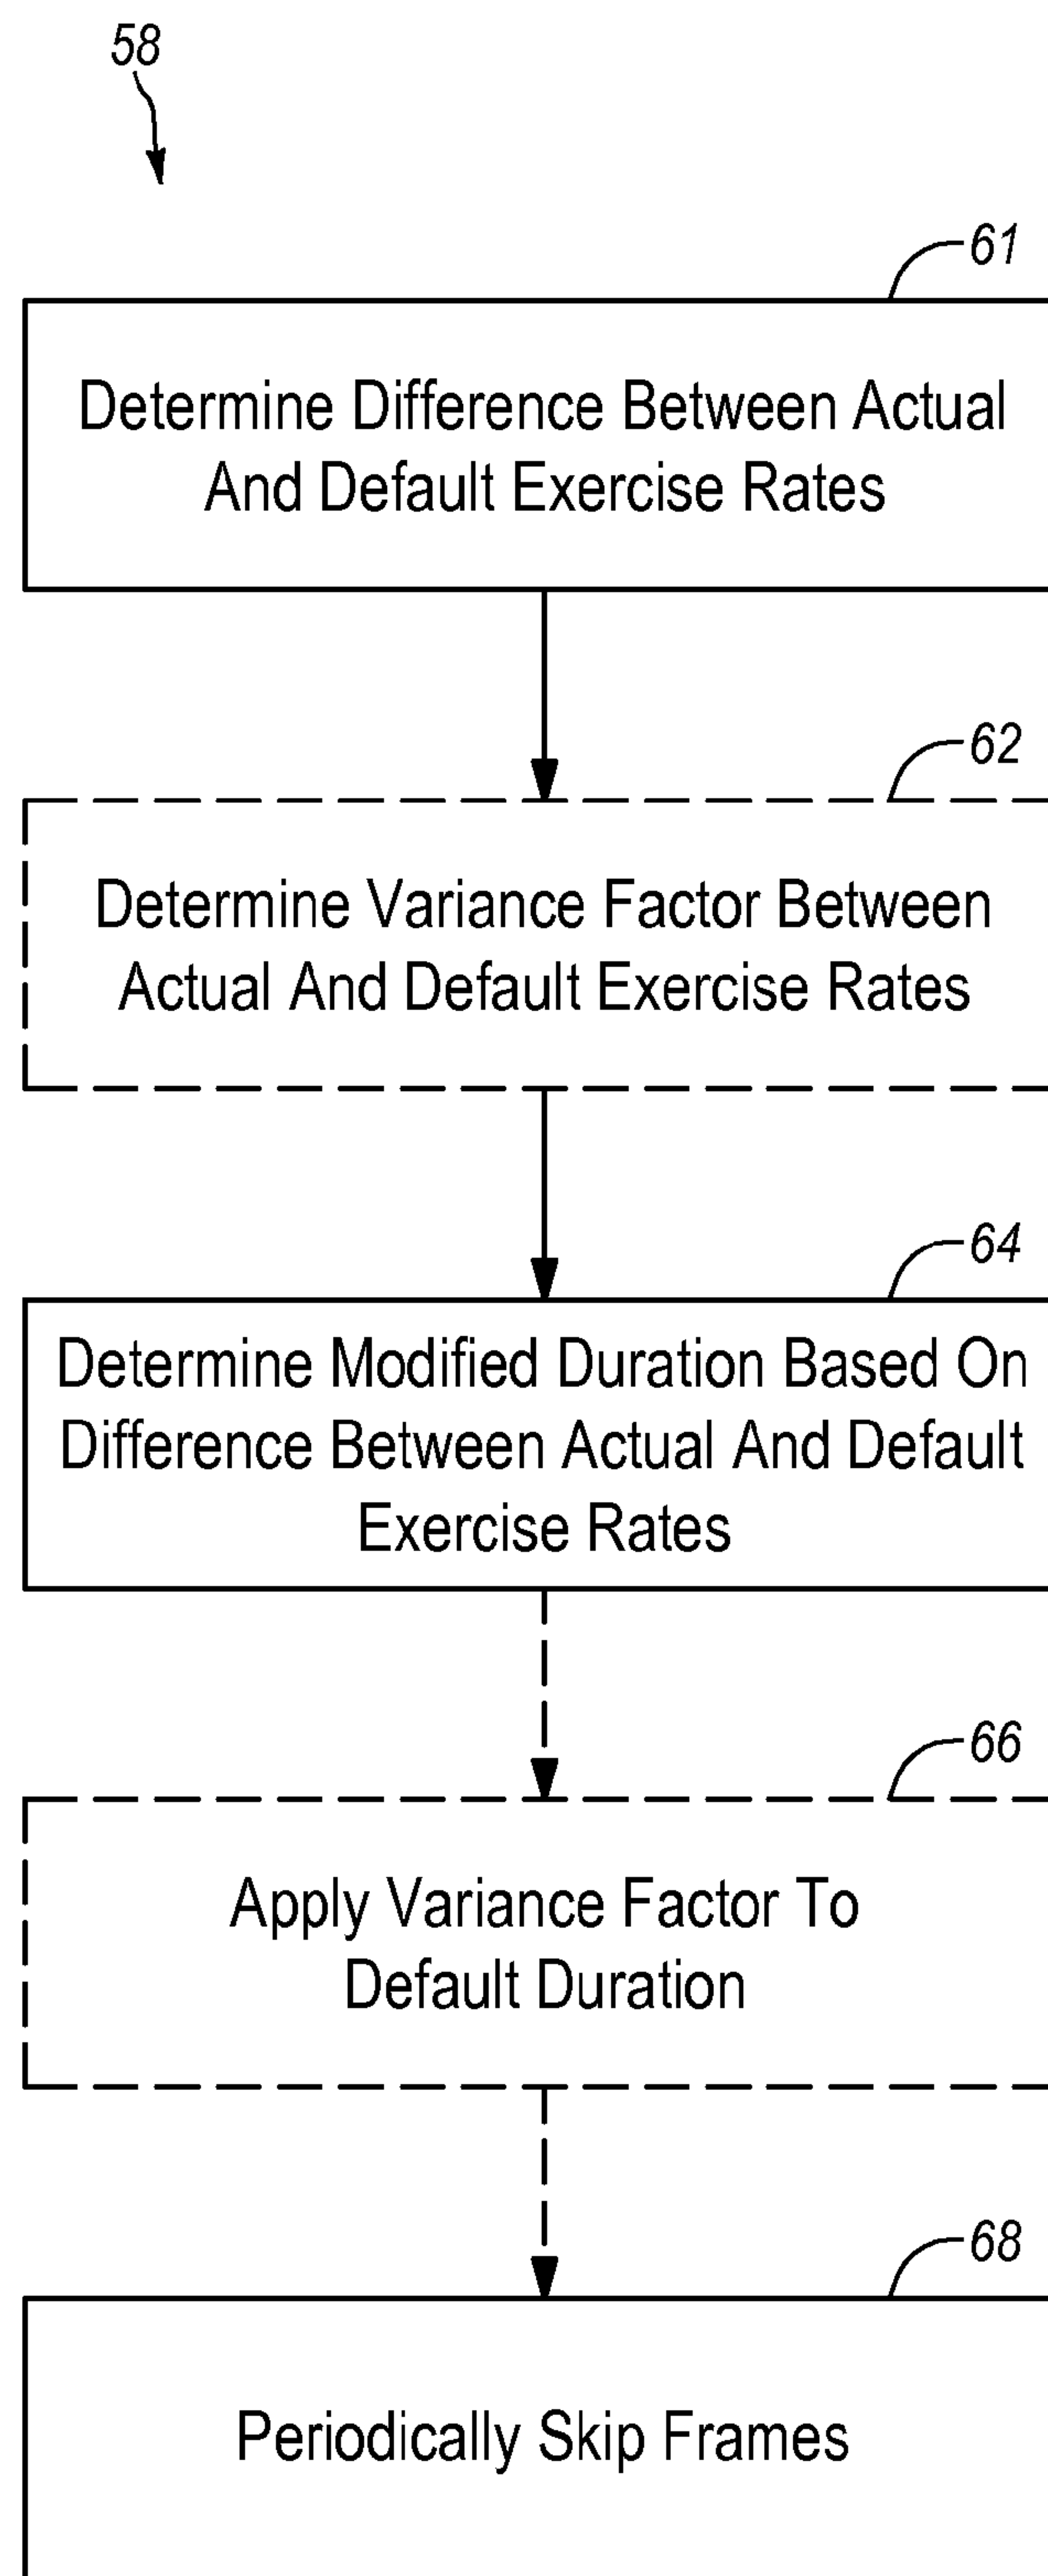 58
61
Determine Difference Between Actual
And Default Exercise Rates
62
Determine Variance Factor Between
Actual And Default Exercise Rates
64
Determine Modified Duration Based On
Difference Between Actual And Default
Exercise Rates
66
Apply Variance Factor To
Default Duration
68
Periodically Skip Frames